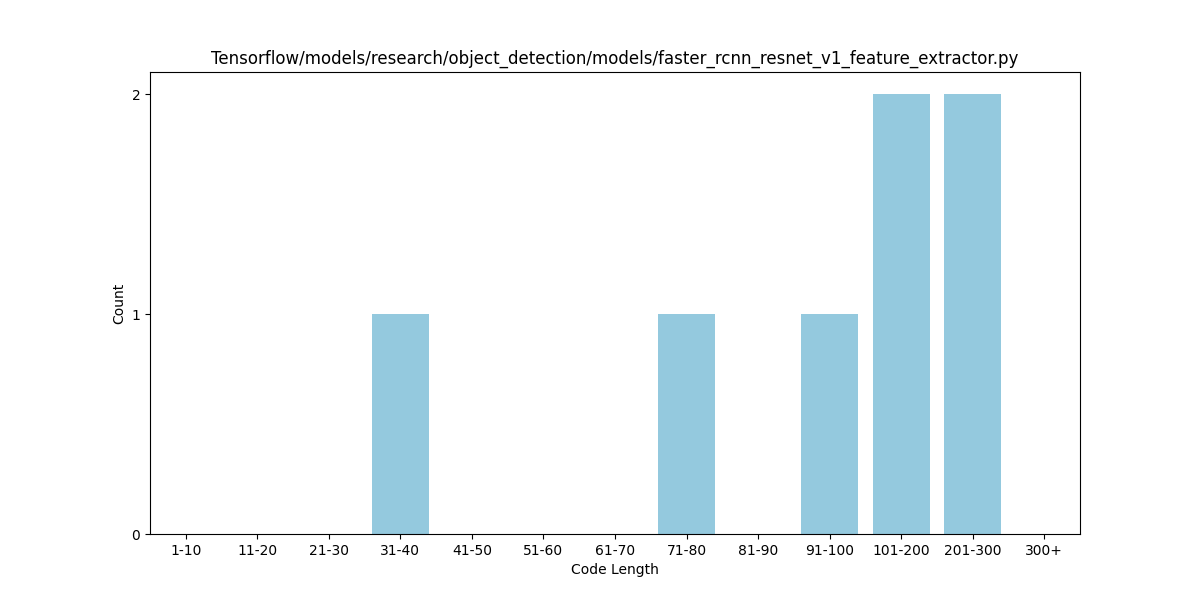 Tensorflow/models/research/object_detection/models/faster_rcnn_resnet_v1_feature_extractor.py
2
1
0
Count
1-10 11-20 21-30 31-40 41-50 51-60 61-70 71-80 81-90 91-100 101-200 201-300 300+
Code Length